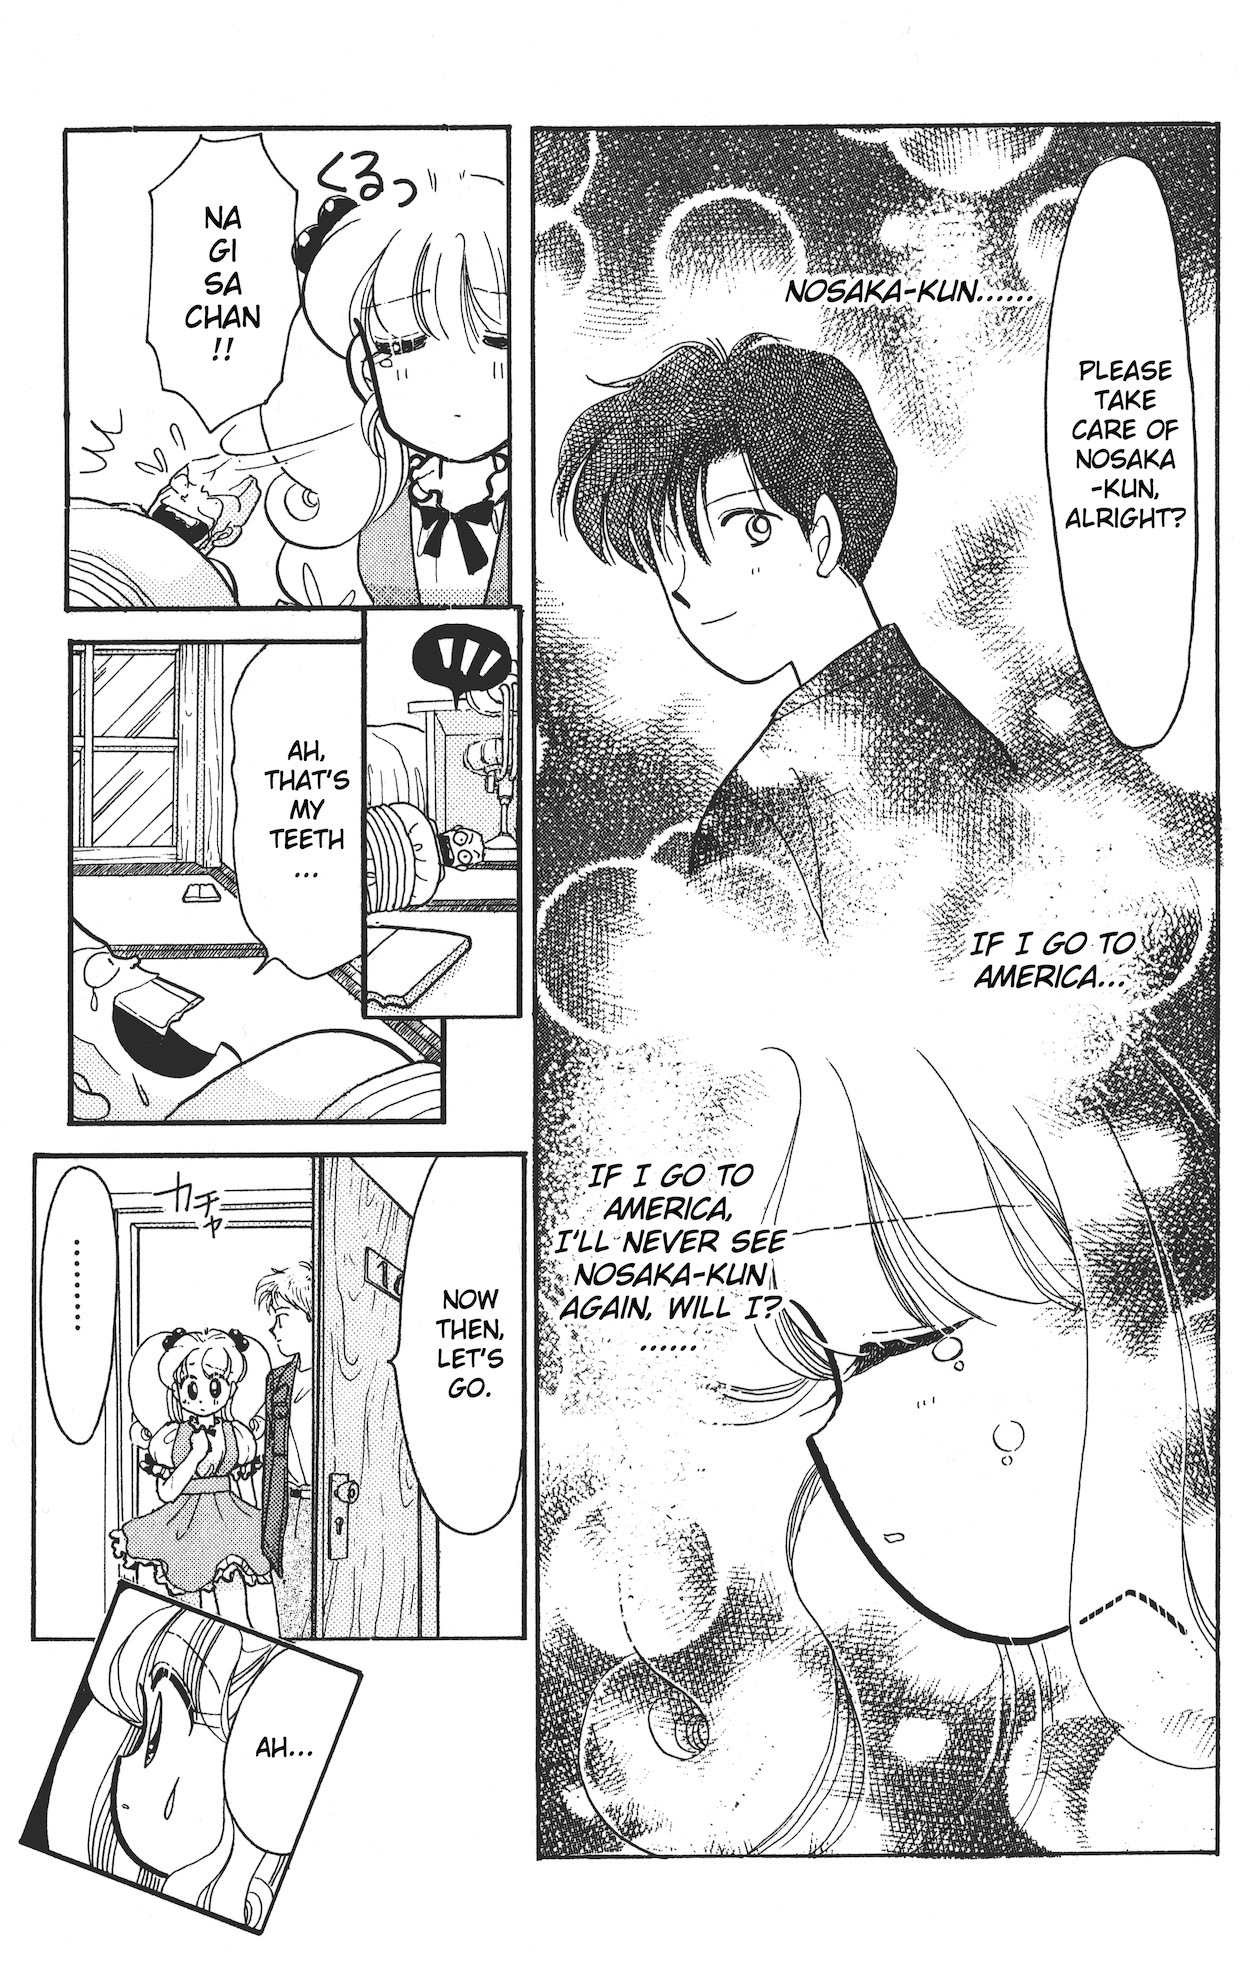 PLEASE
TAKE
CARE OF
NOSAKA
-KUN,
ALRIGHT?
NOSAKA-KUN......
IF I GO TO
AMERICA...
IF I GO TO
AMERICA,
I'LL NEVER SEE
NOSAKA-KUN
AGAIN, WILL I?
......
くるっ
NA
GI
SA
CHAN
!!
!!!
AH,
THAT'S
MY
TEETH
...
NOW
THEN,
LET'S
GO.
カチャ
.........
AH...